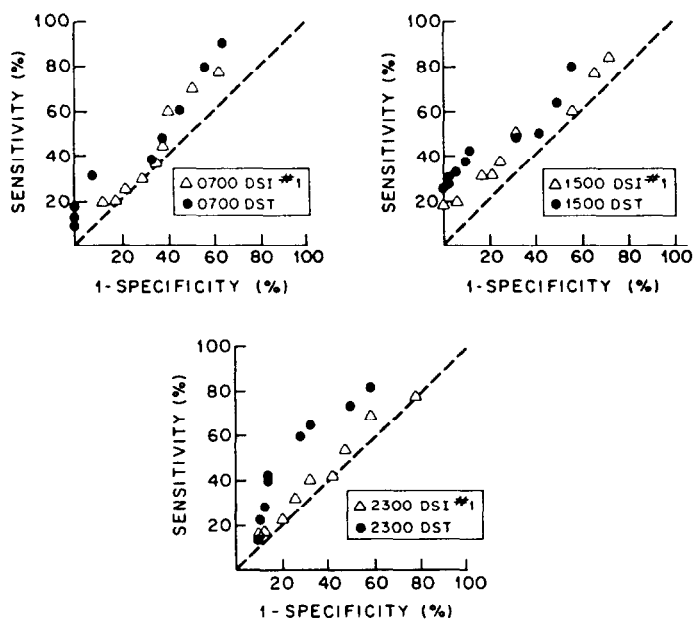 100
80
60
40
20
SENSITIVITY (%)
△ 0700 DSI #1
● 0700 DST
20 40 60 80 100
1-SPECIFICITY (%)
100
80
60
40
20
SENSITIVITY (%)
△ 1500 DSI #1
● 1500 DST
20 40 60 80 100
1-SPECIFICITY (%)
100
80
60
40
20
SENSITIVITY (%)
△ 2300 DSI #1
● 2300 DST
20 40 60 80 100
1-SPECIFICITY (%)